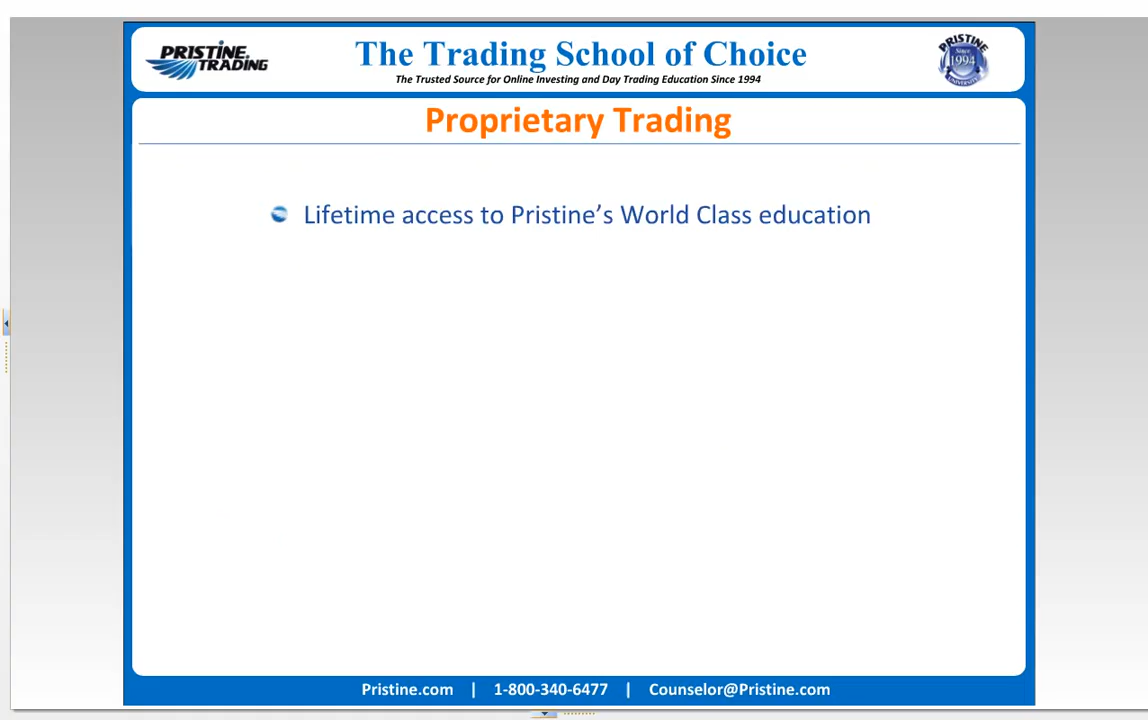 PRISTINE
TRADING
The Trading School of Choice
The Trusted Source for Online Investing and Day Trading Education Since 1994
PRISTINE
Since
1994
UNIVERSITY
Proprietary Trading
Lifetime access to Pristine’s World Class education
Pristine.com | 1-800-340-6477 | Counselor@Pristine.com